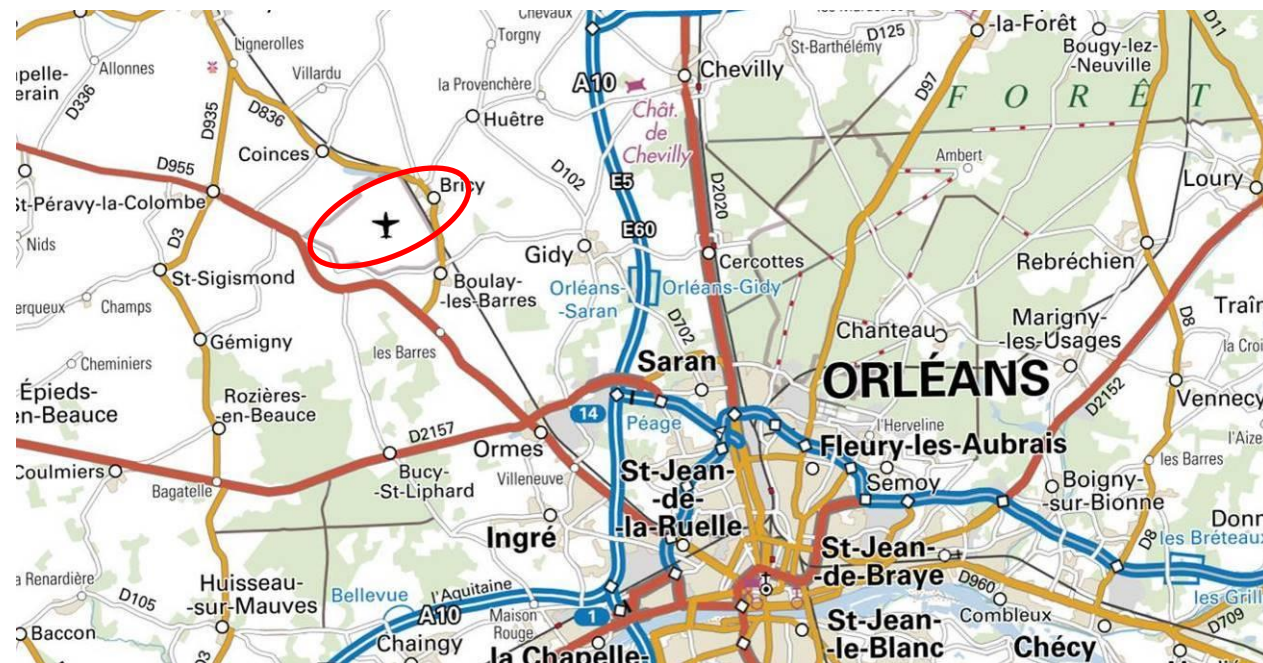 Chevaux
Torgny
-la-Forêt
D125
St-Barthélémy
Bougy-lez-
-Neuville
D11
Lignerolles
Allonnes
Villardu
la Provenchère
A10
Chevilly
D97
D336
D935
D836
Huêtre
Chât.
de
Chevilly
FORÊT
Coinces
D955
D102
E5
D2020
Ambert
Loury
St-Péravy-la-Colombe
Bricy
Nids
D3
E60
Gidy
Cercottes
Rebréchien
St-Sigismond
Boulay-
-les-Barres
Orléans-
-Saran
Orléans-Gidy
Champs
D702
Chanteau
Marigny-
-les-Usages
D8
Gémigny
les Barres
Cheminiers
Saran
ORLÉANS
D2152
Épieds-
en-Beauce
Rozières-
-en-Beauce
Vennecy
14
Péage
l'Herveline
D2157
Ormes
Fleury-les-Aubrais
Coulmiers
Bagatelle
Bucy-
-St-Liphard
Villeneuve
St-Jean-
-de-
-la-Ruelle
Semoy
Boigny-
-sur-Bionne
les Barres
Ingré
Donn
les Bréteaux
St-Jean-
-de-Braye
D8
a Renardière
Huisseau-
-sur-Mauves
Bellevue
l'Aquitaine
D960
les Grill
D105
A10
Maison
Rouge
1
Combleux
D709
Baccon
Chaingy
la Chapelle-
St-Jean-
-le-Blanc
Chécy